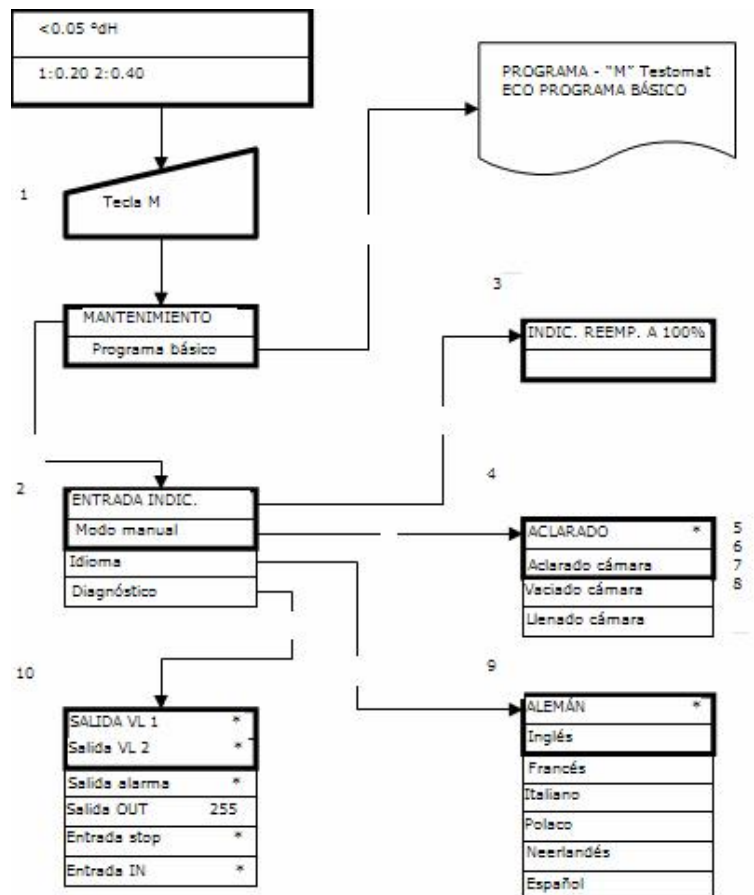 <0.05 ºdH
1:0.20 2:0.40
PROGRAMA - "M" Testomat
ECO PROGRAMA BÁSICO
1
Tecla M
MANTENIMIENTO
Programa básico
3
INDIC. REEMP. A 100%
2
ENTRADA INDIC.
Modo manual
Idioma
Diagnóstico
4
ACLARADO *
Aclarado cámara
Vaciado cámara
Llenado cámara
5
6
7
8
10
SALIDA VL 1 *
Salida VL 2 *
Salida alarma *
Salida OUT 255
Entrada stop *
Entrada IN *
9
ALEMÁN *
Inglés
Francés
Italiano
Polaco
Neerlandés
Español